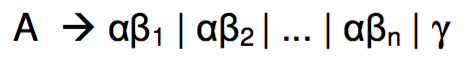 A → αβ₁ | αβ₂ | ... | αβₙ | γ